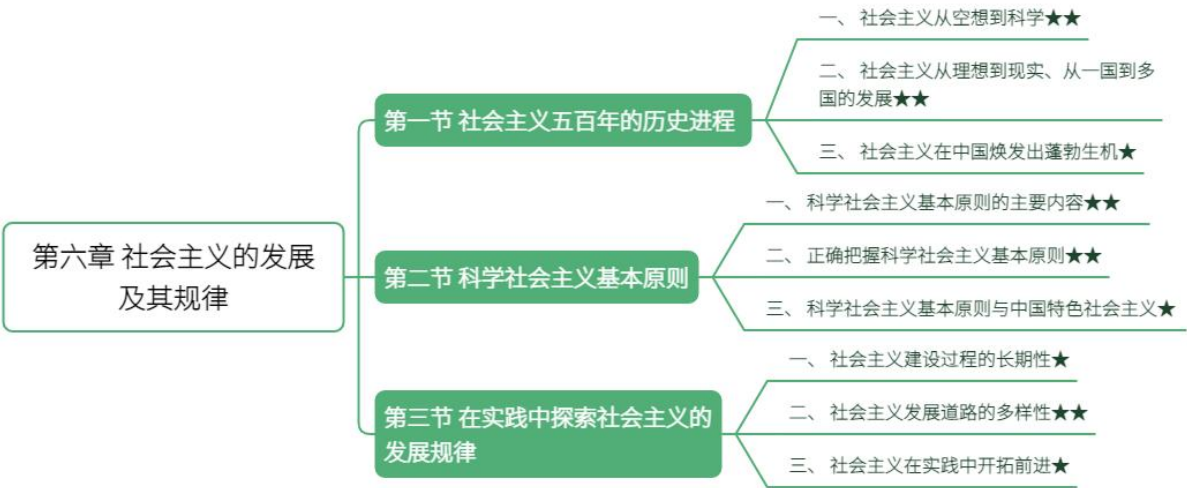 第六章 社会主义的发展
及其规律
第一节 社会主义五百年的历史进程
一、 社会主义从空想到科学★★
二、 社会主义从理想到现实、从一国到多
国的发展★★
三、 社会主义在中国焕发出蓬勃生机★
第二节 科学社会主义基本原则
一、 科学社会主义基本原则的主要内容★★
二、 正确把握科学社会主义基本原则★★
三、 科学社会主义基本原则与中国特色社会主义★
第三节 在实践中探索社会主义的
发展规律
一、 社会主义建设过程的长期性★
二、 社会主义发展道路的多样性★★
三、 社会主义在实践中开拓前进★